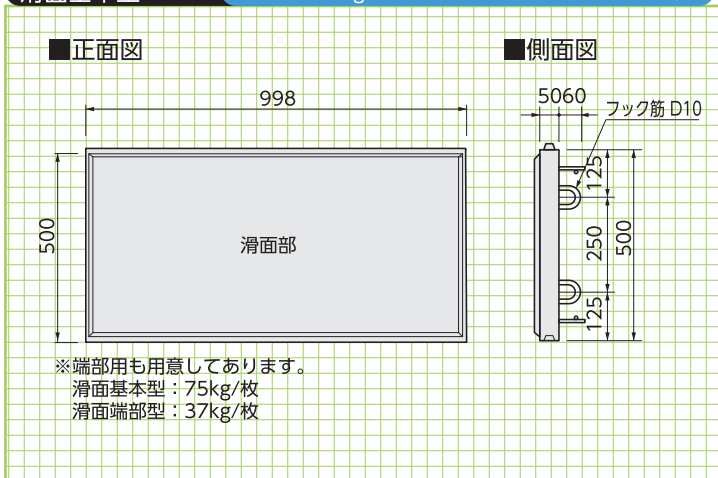 ■正面図
998
500
滑面部
※端部用も用意してあります。
滑面基本型：75kg/枚
滑面端部型：37kg/枚
■側面図
50 60
フック筋 D10
125
250
500
125